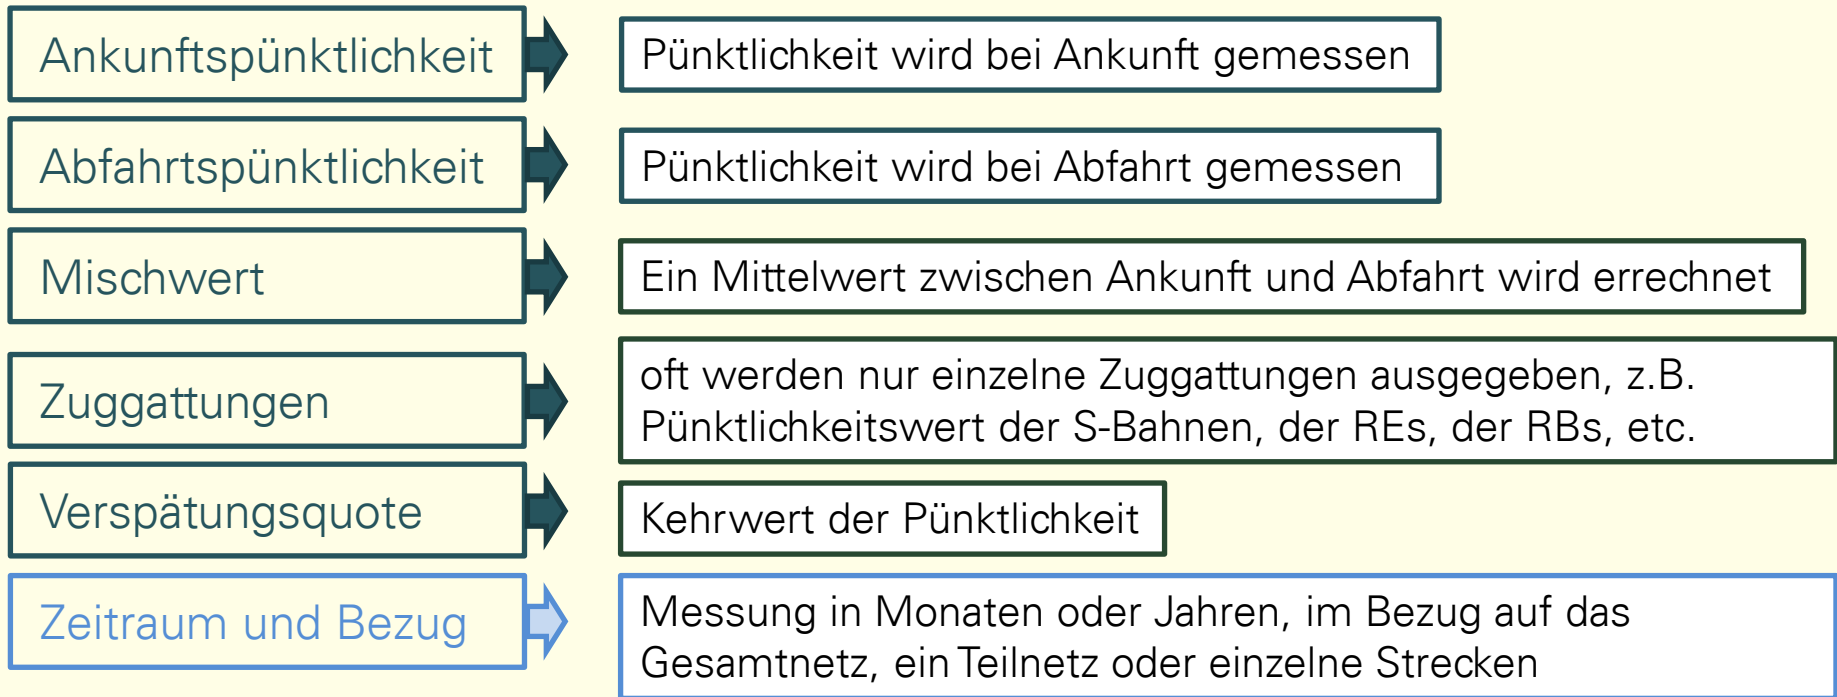 Ankunftspünktlichkeit
Pünktlichkeit wird bei Ankunft gemessen
Abfahrtspünktlichkeit
Pünktlichkeit wird bei Abfahrt gemessen
Mischwert
Ein Mittelwert zwischen Ankunft und Abfahrt wird errechnet
Zuggattungen
oft werden nur einzelne Zuggattungen ausgegeben, z.B.
Pünktlichkeitswert der S-Bahnen, der REs, der RBs, etc.
Verspätungsquote
Kehrwert der Pünktlichkeit
Zeitraum und Bezug
Messung in Monaten oder Jahren, im Bezug auf das
Gesamtnetz, ein Teilnetz oder einzelne Strecken